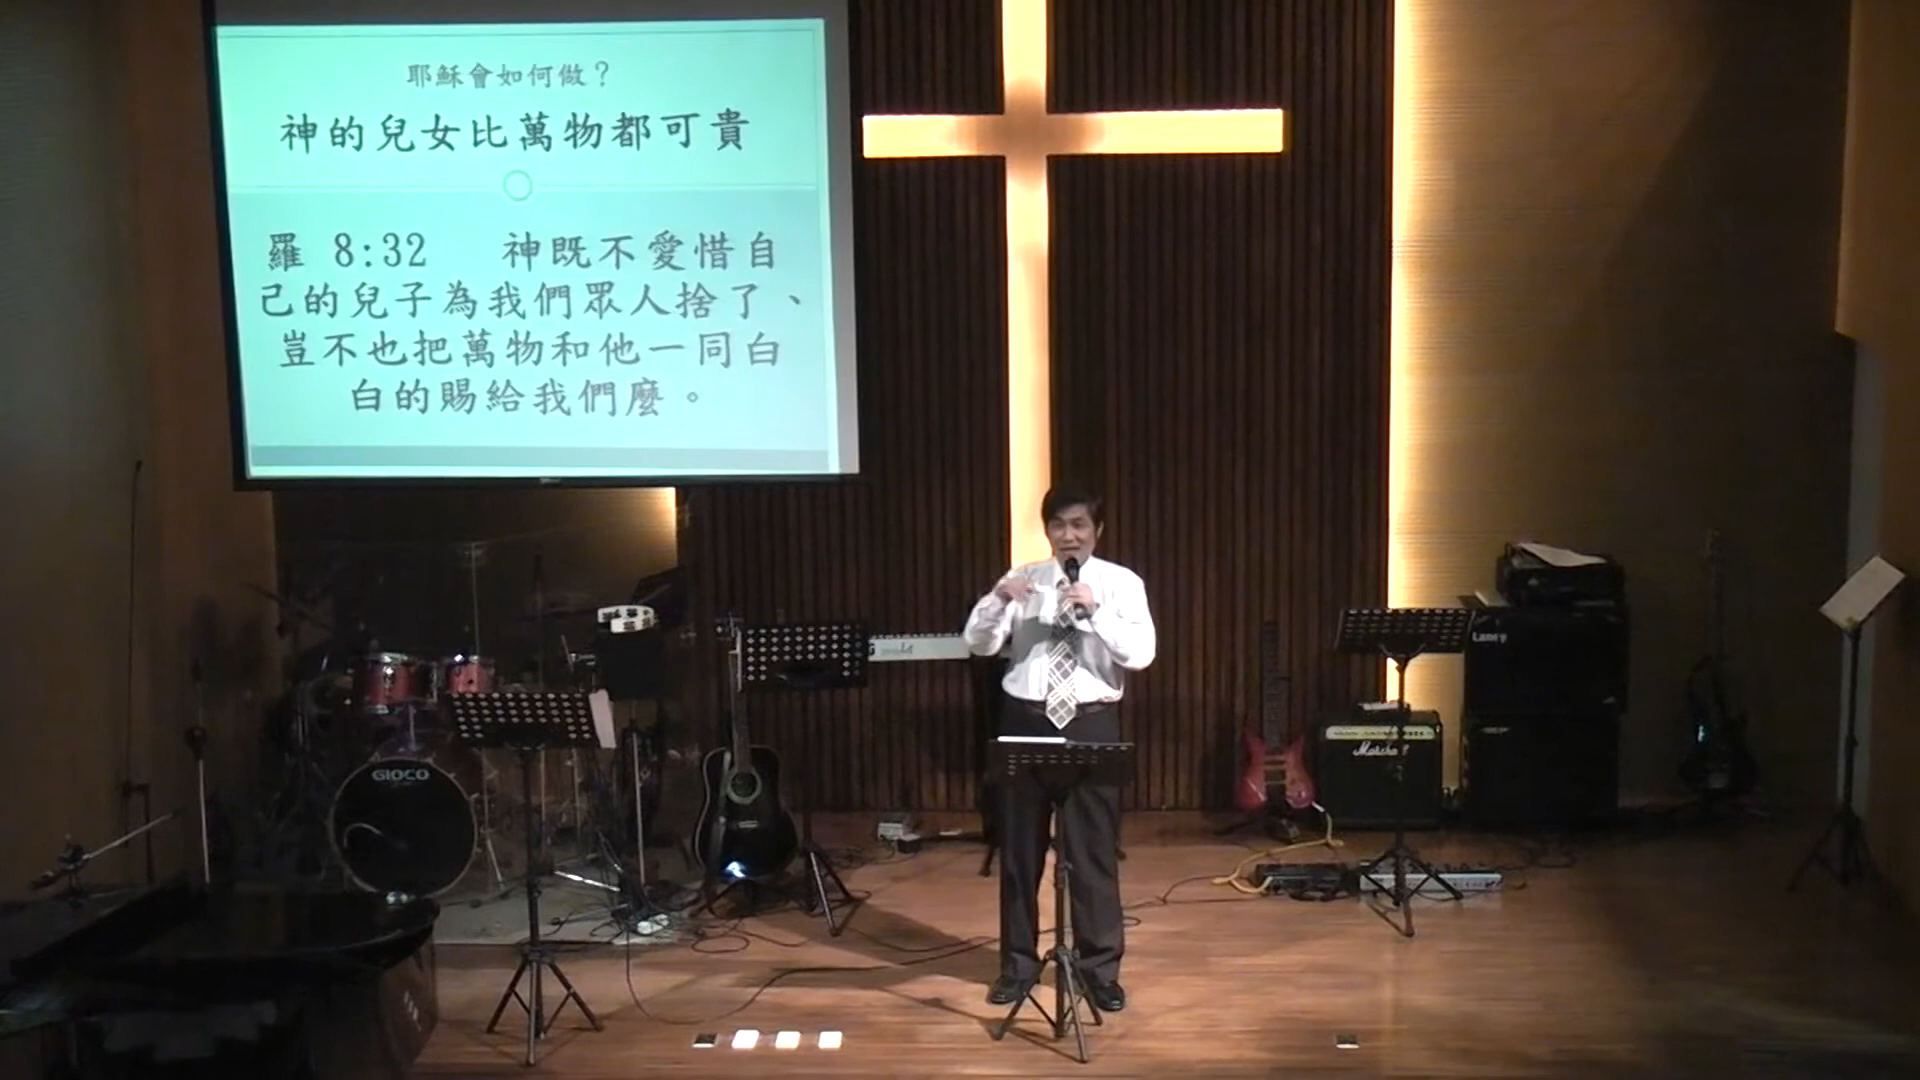 耶穌會如何做？
神的兒女比萬物都可貴
羅 8:32 神既不愛惜自
己的兒子為我們眾人捨了、
豈不也把萬物和他一同白
白的賜給我們麼。
GIOCO
Laney
Marshall